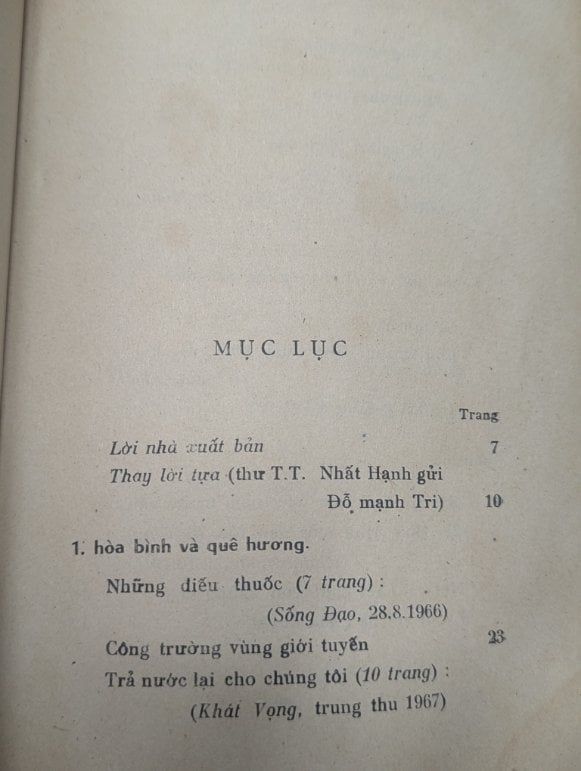 MỤC LỤC
Trang
Lời nhà xuất bản 7
Thay lời tựa (thư T.T. Nhất Hạnh gửi
Đỗ mạnh Tri) 10
1. hòa bình và quê hương.
Những điếu thuốc (7 trang) :
(Sống Đạo, 28.8.1966)
Công trường vùng giới tuyến 23
Trả nước lại cho chúng tôi (10 trang) :
(Khát Vọng, trung thu 1967)